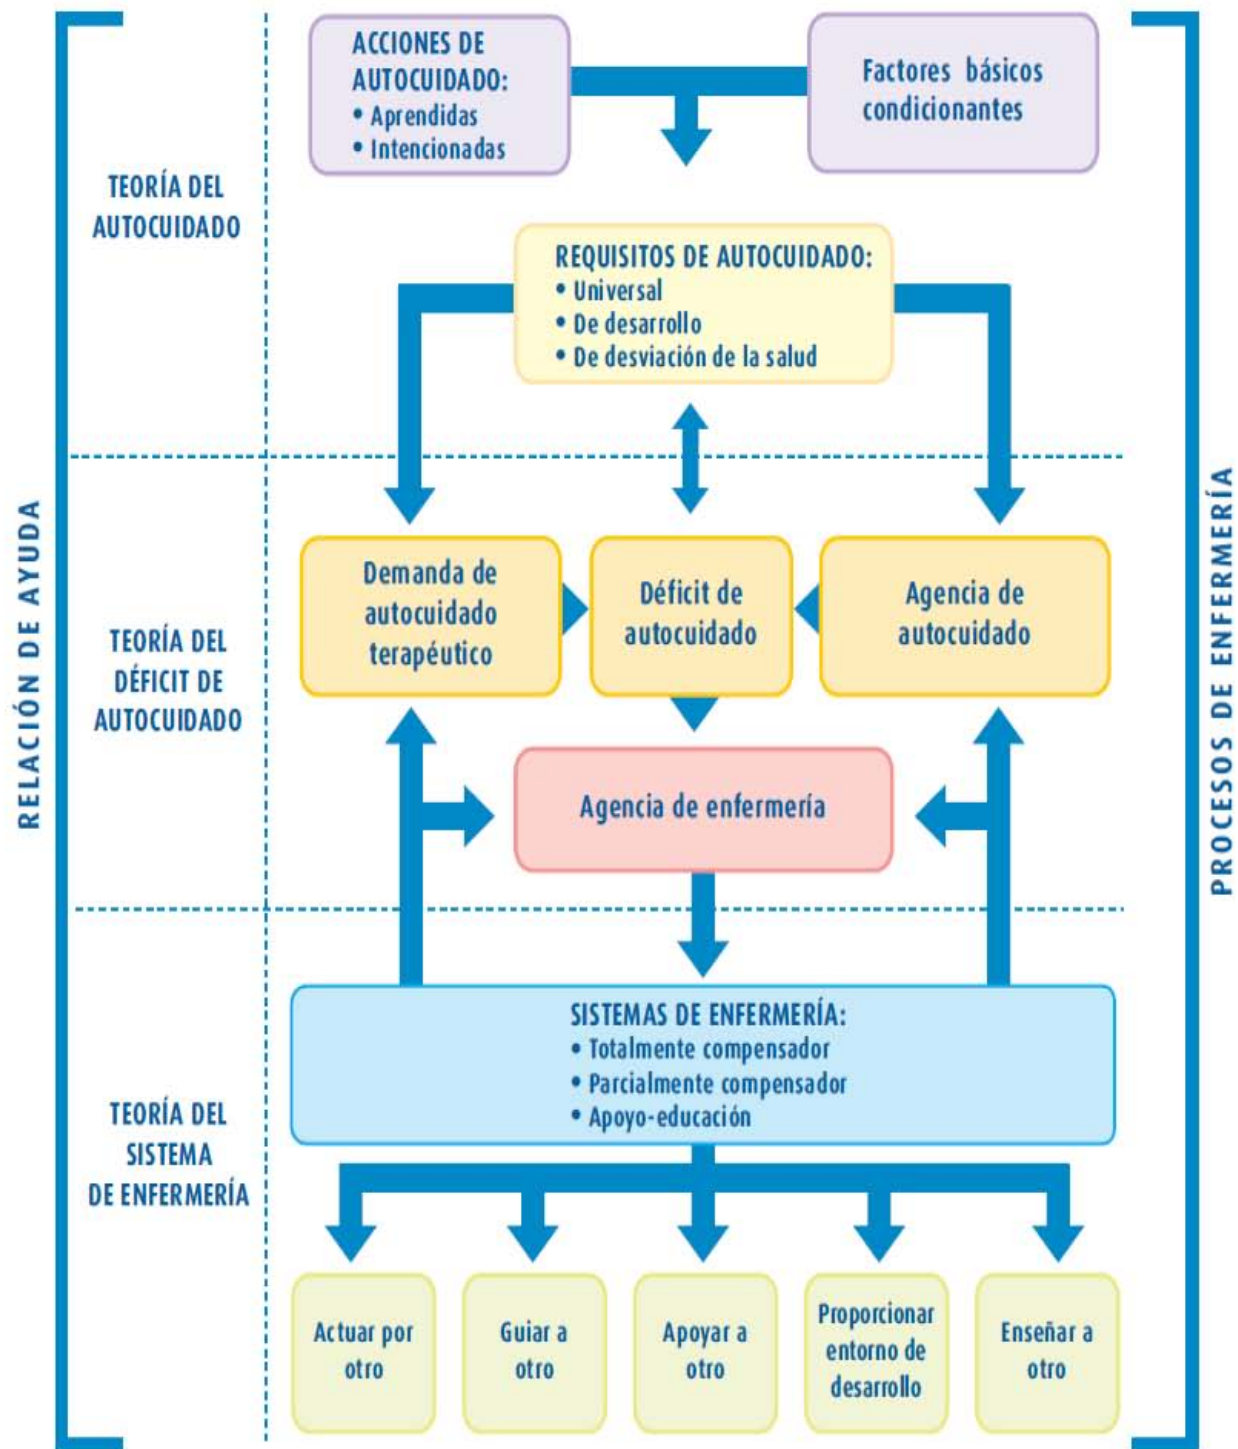 ACCIONES DE
AUTOCUIDADO:
• Aprendidas
• Intencionadas
Factores básicos
condicionantes
TEORÍA DEL
AUTOCUIDADO
REQUISITOS DE AUTOCUIDADO:
• Universal
• De desarrollo
• De desviación de la salud
RELACIÓN DE AYUDA
PROCESOS DE ENFERMERÍA
TEORÍA DEL
DÉFICIT DE
AUTOCUIDADO
Demanda de
autocuidado
terapéutico
Déficit de
autocuidado
Agencia de
autocuidado
Agencia de enfermería
TEORÍA DEL
SISTEMA
DE ENFERMERÍA
SISTEMAS DE ENFERMERÍA:
• Totalmente compensador
• Parcialmente compensador
• Apoyo-educación
Actuar por
otro
Guiar a
otro
Apoyar a
otro
Proporcionar
entorno de
desarrollo
Enseñar a
otro